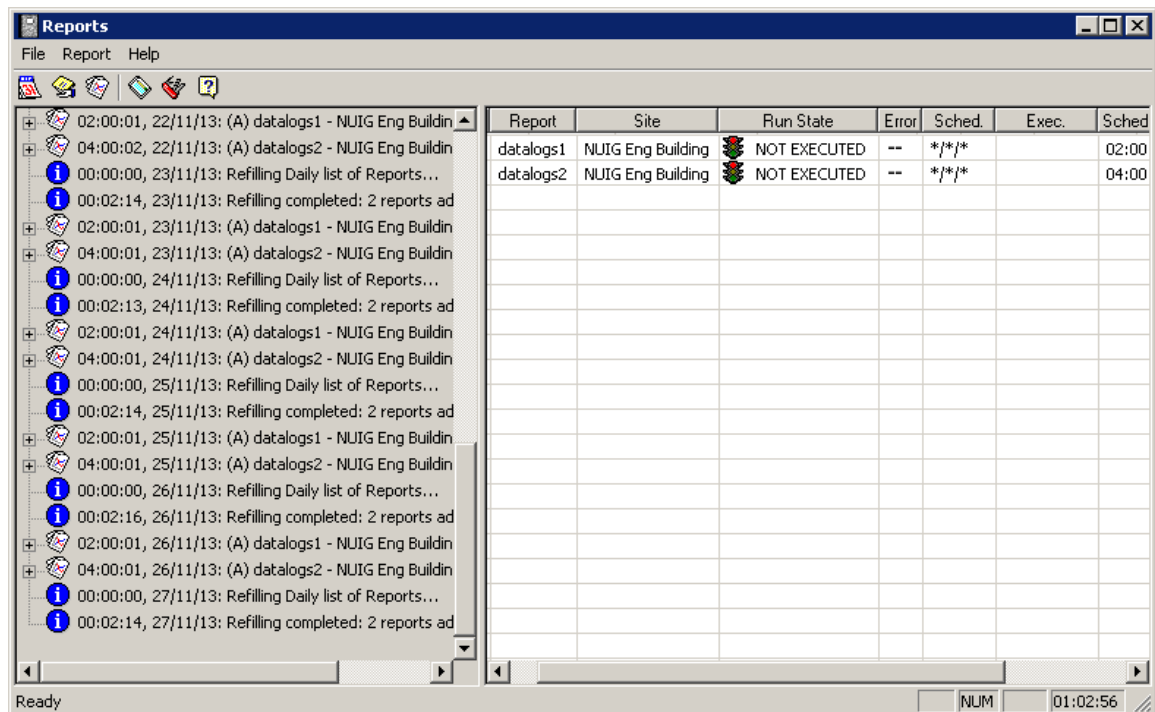 Reports
File Report Help
02:00:01, 22/11/13: (A) datalogs1 - NUIG Eng Buildin
04:00:02, 22/11/13: (A) datalogs2 - NUIG Eng Buildin
00:00:00, 23/11/13: Refilling Daily list of Reports...
00:02:14, 23/11/13: Refilling completed: 2 reports ad
02:00:01, 23/11/13: (A) datalogs1 - NUIG Eng Buildin
04:00:01, 23/11/13: (A) datalogs2 - NUIG Eng Buildin
00:00:00, 24/11/13: Refilling Daily list of Reports...
00:02:13, 24/11/13: Refilling completed: 2 reports ad
02:00:01, 24/11/13: (A) datalogs1 - NUIG Eng Buildin
04:00:01, 24/11/13: (A) datalogs2 - NUIG Eng Buildin
00:00:00, 25/11/13: Refilling Daily list of Reports...
00:02:14, 25/11/13: Refilling completed: 2 reports ad
02:00:01, 25/11/13: (A) datalogs1 - NUIG Eng Buildin
04:00:01, 25/11/13: (A) datalogs2 - NUIG Eng Buildin
00:00:00, 26/11/13: Refilling Daily list of Reports...
00:02:16, 26/11/13: Refilling completed: 2 reports ad
02:00:01, 26/11/13: (A) datalogs1 - NUIG Eng Buildin
04:00:01, 26/11/13: (A) datalogs2 - NUIG Eng Buildin
00:00:00, 27/11/13: Refilling Daily list of Reports...
00:02:14, 27/11/13: Refilling completed: 2 reports ad
Report Site Run State Error Sched. Exec. Sched
datalogs1 NUIG Eng Building NOT EXECUTED -- */*/* 02:00
datalogs2 NUIG Eng Building NOT EXECUTED -- */*/* 04:00
Ready NUM 01:02:56